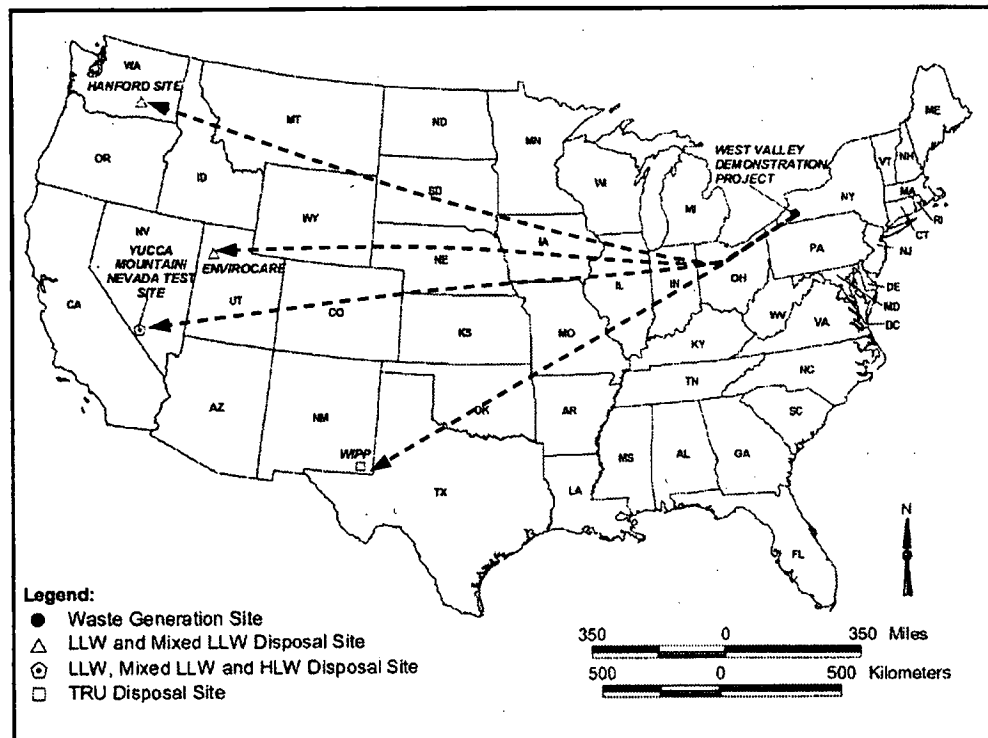 WA
HANFORD SITE
MT
ND
MN
ME
OR
ID
SD
WI
WEST VALLEY
DEMONSTRATION
PROJECT
VT
NH
NY
MA
RI
CT
WY
MI
NV
IA
PA
NJ
YUCCA
MOUNTAIN/
NEVADA TEST
SITE
ENVIROCARE
NE
IL
IN
OH
DE
MD
DC
CA
UT
CO
KS
MO
WV
VA
KY
NC
TN
AZ
NM
OK
AR
SC
WIPP
MS
AL
GA
TX
LA
FL
N
Legend:
Waste Generation Site
LLW and Mixed LLW Disposal Site
LLW, Mixed LLW and HLW Disposal Site
TRU Disposal Site
350 0 350 Miles
500 0 500 Kilometers